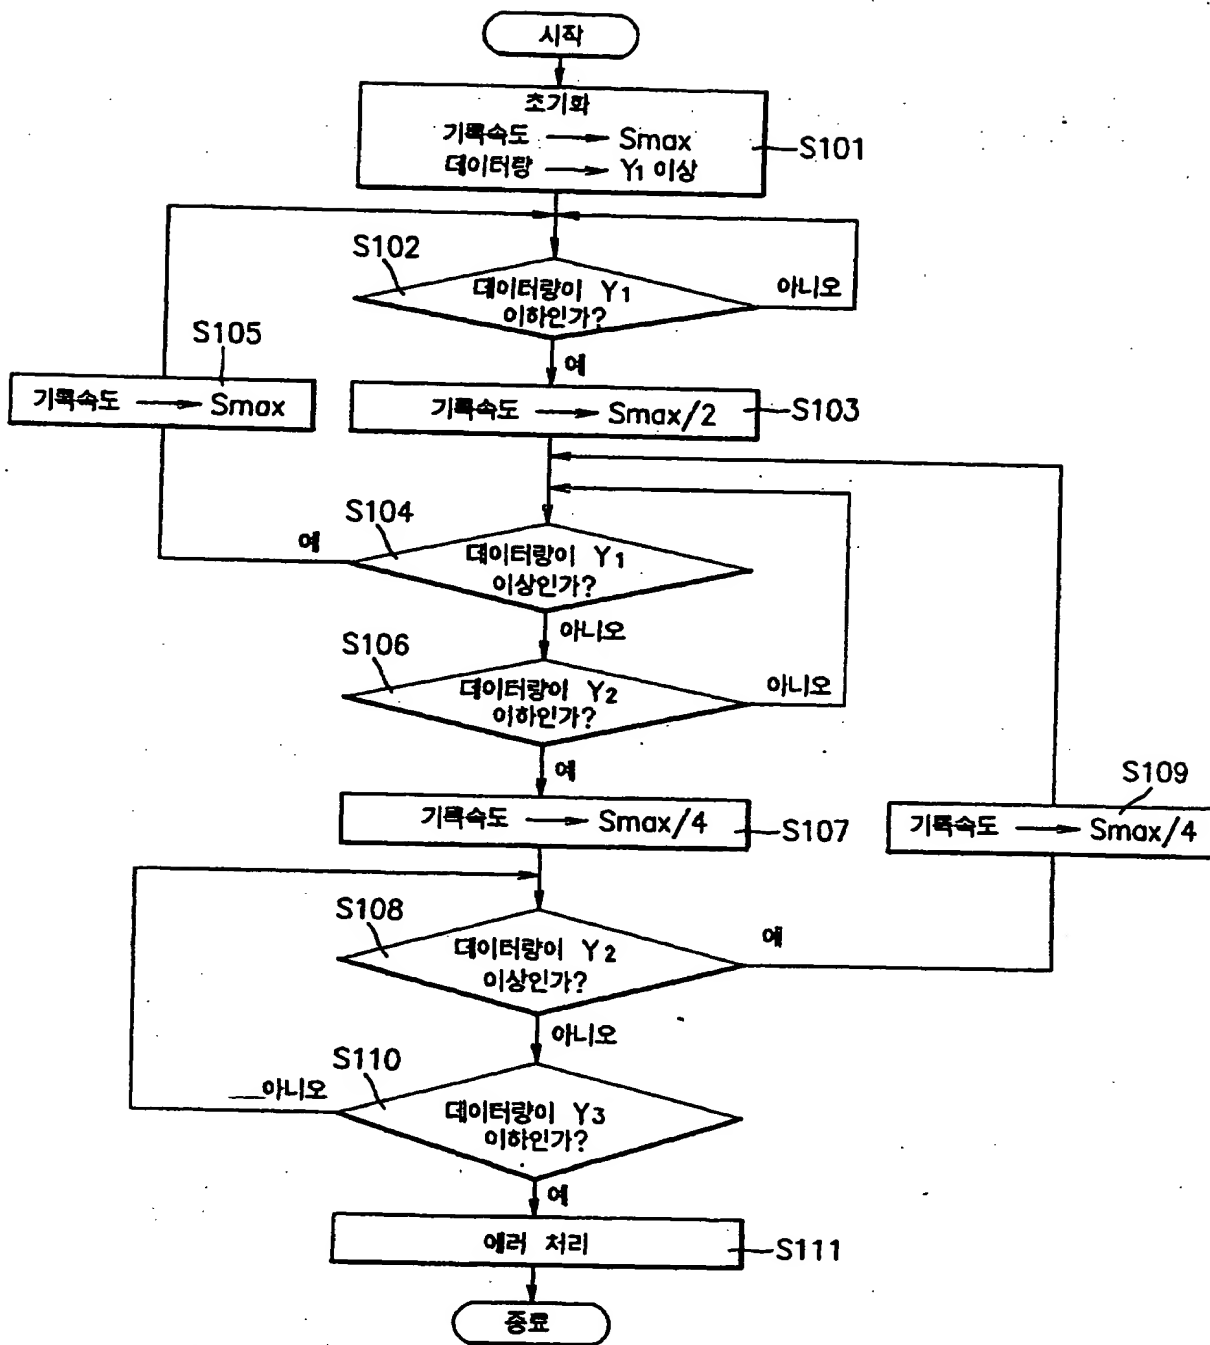 시작
초기화
기록속도 → Smax
데이터량 → Y1 이상
S101
S102
데이터량이 Y1
이하인가?
아니오
예
S105
기록속도 → Smax
기록속도 → Smax/2
S103
S104
예
데이터량이 Y1
이상인가?
아니오
S106
데이터량이 Y2
이하인가?
아니오
예
기록속도 → Smax/4
S107
S109
기록속도 → Smax/4
S108
데이터량이 Y2
이상인가?
예
아니오
S110
아니오
데이터량이 Y3
이하인가?
예
에러 처리
S111
종료